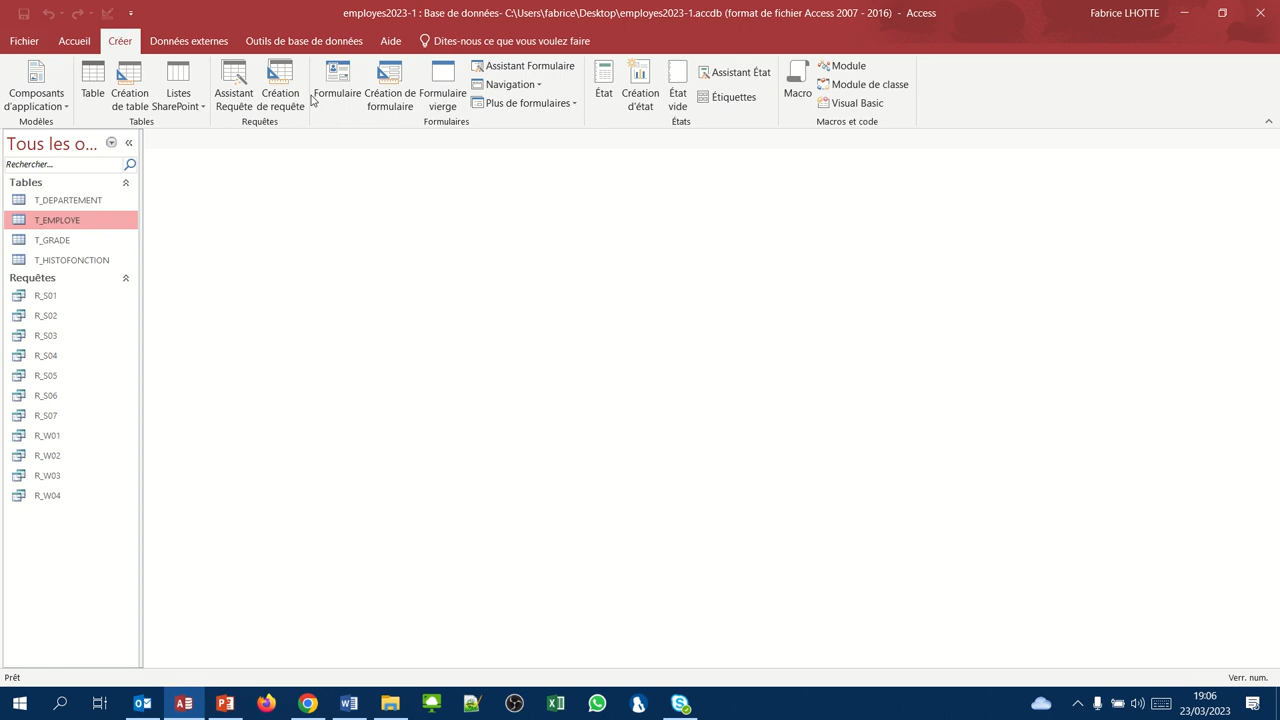 employes2023-1 : Base de données- C:\Users\fabrice\Desktop\employes2023-1.accdb (format de fichier Access 2007 - 2016) - Access
Fabrice LHOTTE
Fichier Accueil Créer Données externes Outils de base de données Aide Dites-nous ce que vous voulez faire
Composants d'application
Modèles
Table
Création de table
Listes SharePoint
Tables
Assistant Requête
Création de requête
Requêtes
Formulaire
Création de formulaire
Formulaire vierge
Assistant Formulaire
Navigation
Plus de formulaires
Formulaires
État
Création d'état
État vide
Assistant État
Étiquettes
États
Macro
Module
Module de classe
Visual Basic
Macros et code
Tous les o...
Rechercher...
Tables
T_DEPARTEMENT
T_EMPLOYE
T_GRADE
T_HISTOFONCTION
Requêtes
R_S01
R_S02
R_S03
R_S04
R_S05
R_S06
R_S07
R_W01
R_W02
R_W03
R_W04
Prêt
Verr. num.
19:06
23/03/2023